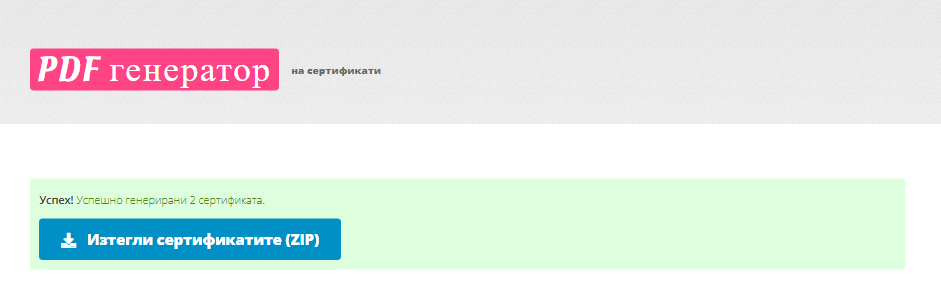 PDF генератор на сертификати
Успех! Успешно генерирани 2 сертификата.
Изтегли сертификатите (ZIP)